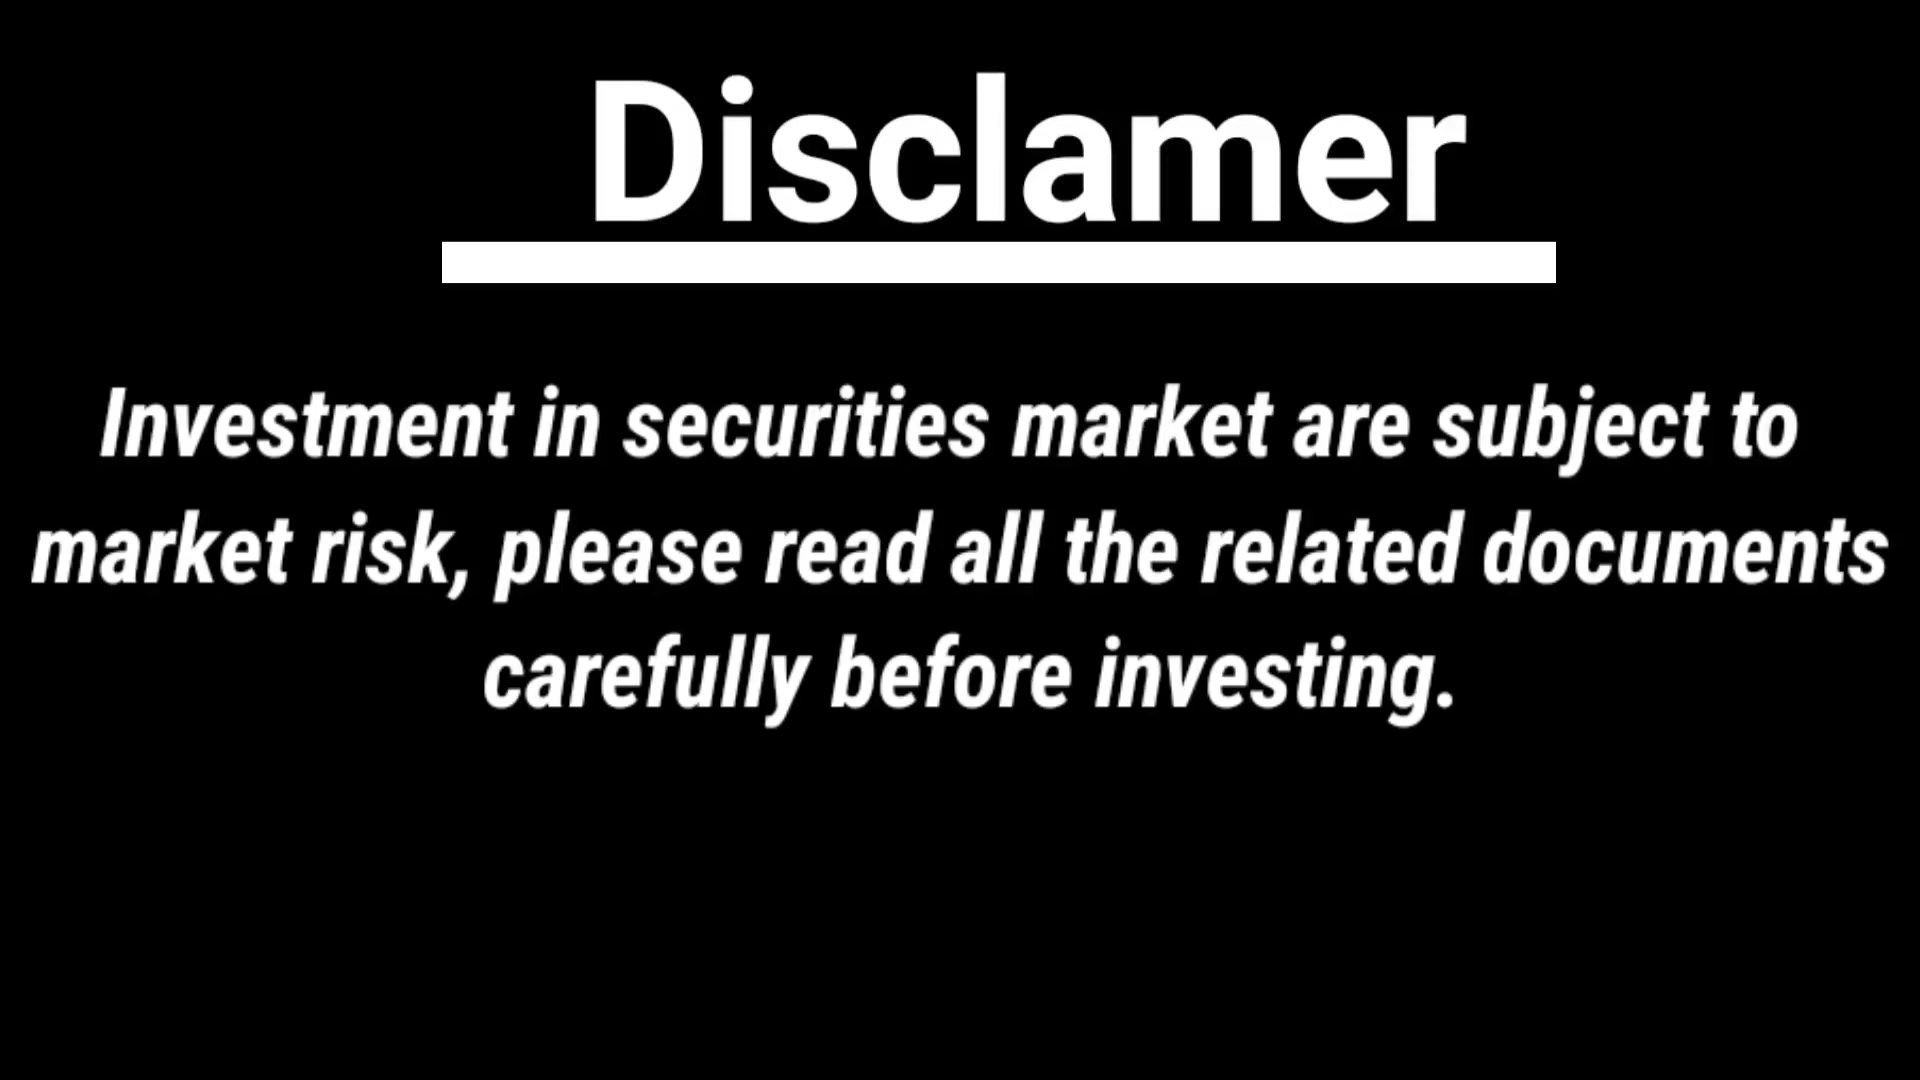 Disclamer
Investment in securities market are subject to
market risk, please read all the related documents
carefully before investing.